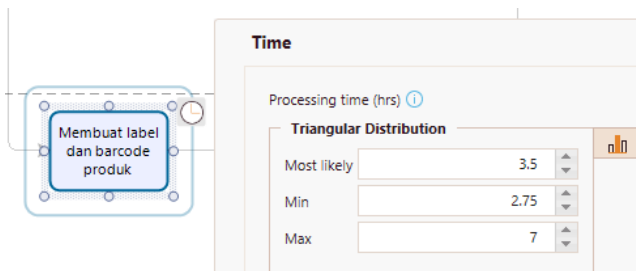 Membuat label
dan barcode
produk
Time
Processing time (hrs)
Triangular Distribution
Most likely 3.5
Min 2.75
Max 7